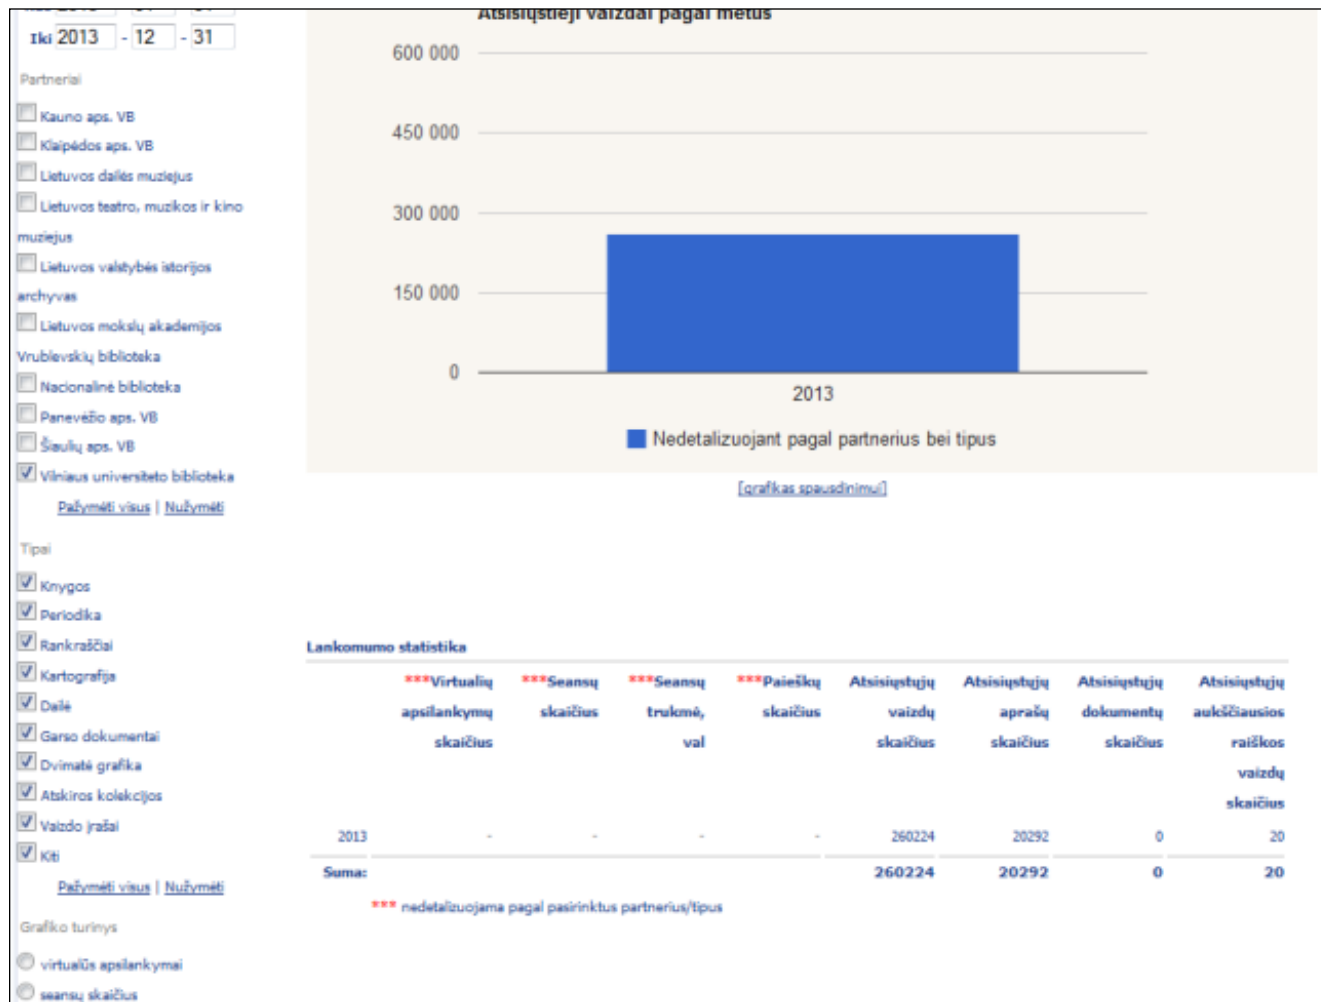 Iki 2013 - 12 - 31
Partneriai
Kauno aps. VB
Klaipėdos aps. VB
Lietuvos dailės muziejus
Lietuvos teatro, muzikos ir kino
muziejus
Lietuvos valstybės istorijos
archyvas
Lietuvos mokslų akademijos
Vrublevskių biblioteka
Nacionalinė biblioteka
Panevėžio aps. VB
Šiaulių aps. VB
Vilniaus universiteto biblioteka
Pažymėti visus | Nužymėti
Tipai
Knygos
Periodika
Rankraščiai
Kartografija
Dailė
Garso dokumentai
Dvimatė grafika
Atskiros kolekcijos
Vaizdo įrašai
Kiti
Pažymėti visus | Nužymėti
Grafiko turinys
virtualūs apsilankymai
seansų skaičius
Atsisiųstieji vaizdai pagal metus
600 000
450 000
300 000
150 000
0
2013
Nedetalizuojant pagal partnerius bei tipus
[grafikas spausdinimui]
Lankomumo statistika
***Virtualių ***Seansų ***Seansų ***Paieškų Atsisiųstųjų Atsisiųstųjų Atsisiųstųjų Atsisiųstųjų
apsilankymų skaičius trukmė, skaičius vaizdų aprašų dokumentų aukščiausios
skaičius val skaičius skaičius skaičius raiškos
vaizdų
skaičius
2013 - - - - 260224 20292 0 20
Suma: 260224 20292 0 20
*** nedetalizuojama pagal pasirinktus partnerius/tipus